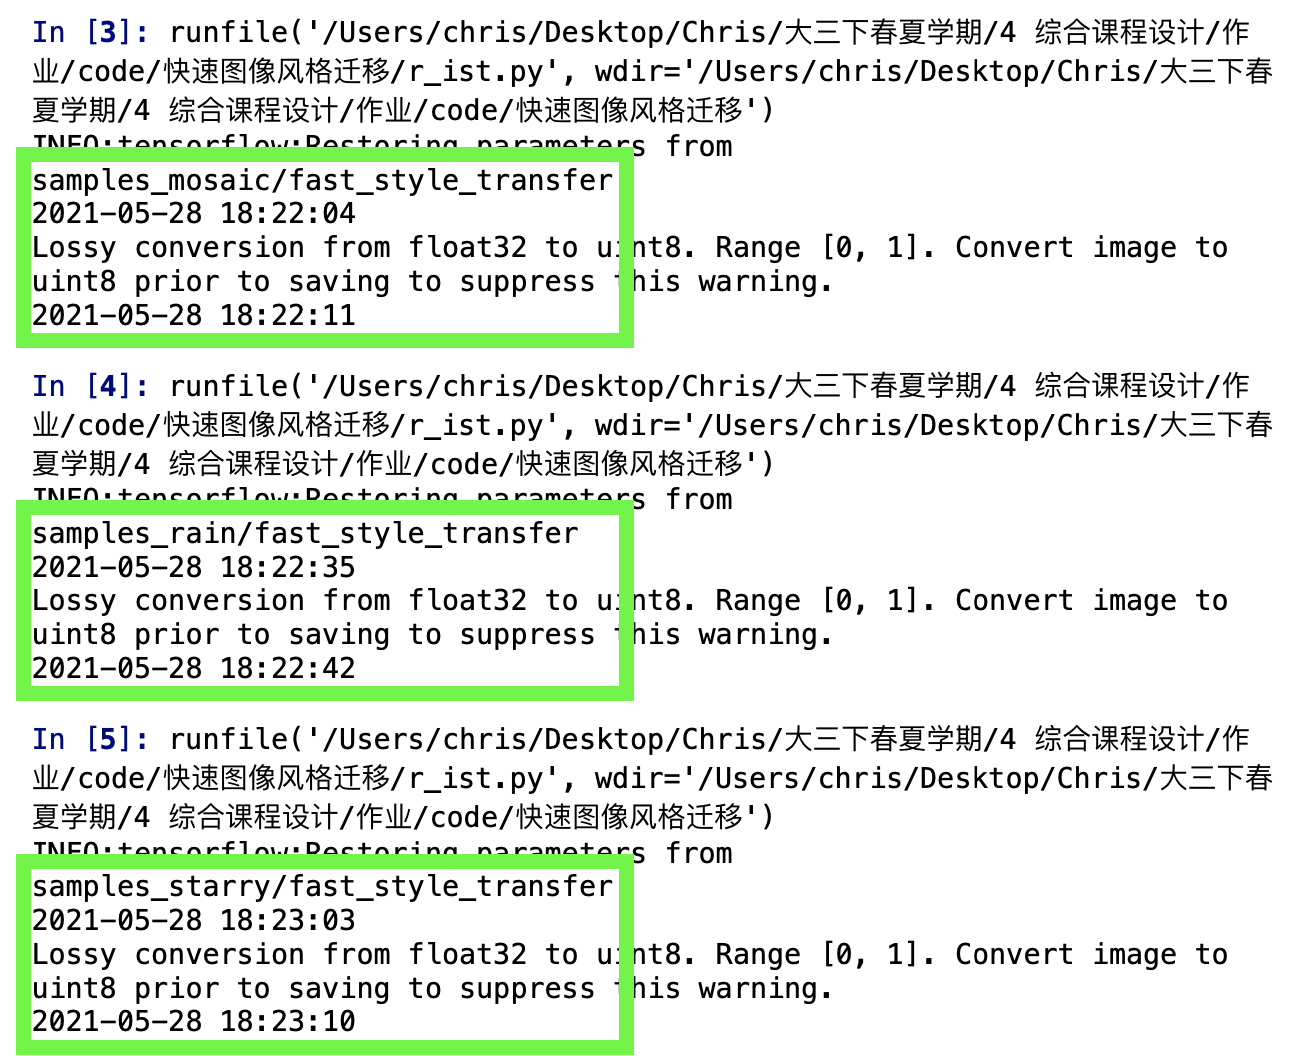 In [3]: runfile('/Users/chris/Desktop/Chris/大三下春夏学期/4 综合课程设计/作
业/code/快速图像风格迁移/r_ist.py', wdir='/Users/chris/Desktop/Chris/大三下春
夏学期/4 综合课程设计/作业/code/快速图像风格迁移')
INFO:tensorflow:Restoring parameters from
samples_mosaic/fast_style_transfer
2021-05-28 18:22:04
Lossy conversion from float32 to uint8. Range [0, 1]. Convert image to
uint8 prior to saving to suppress this warning.
2021-05-28 18:22:11
In [4]: runfile('/Users/chris/Desktop/Chris/大三下春夏学期/4 综合课程设计/作
业/code/快速图像风格迁移/r_ist.py', wdir='/Users/chris/Desktop/Chris/大三下春
夏学期/4 综合课程设计/作业/code/快速图像风格迁移')
INFO:tensorflow:Restoring parameters from
samples_rain/fast_style_transfer
2021-05-28 18:22:35
Lossy conversion from float32 to uint8. Range [0, 1]. Convert image to
uint8 prior to saving to suppress this warning.
2021-05-28 18:22:42
In [5]: runfile('/Users/chris/Desktop/Chris/大三下春夏学期/4 综合课程设计/作
业/code/快速图像风格迁移/r_ist.py', wdir='/Users/chris/Desktop/Chris/大三下春
夏学期/4 综合课程设计/作业/code/快速图像风格迁移')
INFO:tensorflow:Restoring parameters from
samples_starry/fast_style_transfer
2021-05-28 18:23:03
Lossy conversion from float32 to uint8. Range [0, 1]. Convert image to
uint8 prior to saving to suppress this warning.
2021-05-28 18:23:10